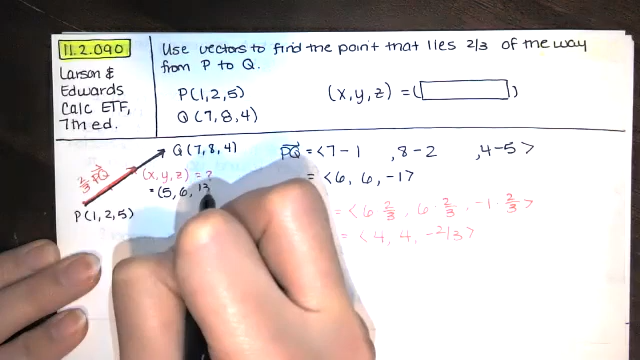 11.2.090
Larson &
Edwards
Calc ETF,
7th ed.
Use vectors to find the point that lies 2/3 of the way
from P to Q.
P(1,2,5)
Q(7,8,4)
(x,y,z) = ( )
Q(7,8,4)
2/3 PQ→
(x,y,z) = ?
= (5, 6, 13
P(1,2,5)
PQ→ = <7-1 , 8-2 , 4-5>
= <6, 6, -1>
= <6 · 2/3 , 6 · 2/3 , -1 · 2/3>
= <4, 4, -2/3>